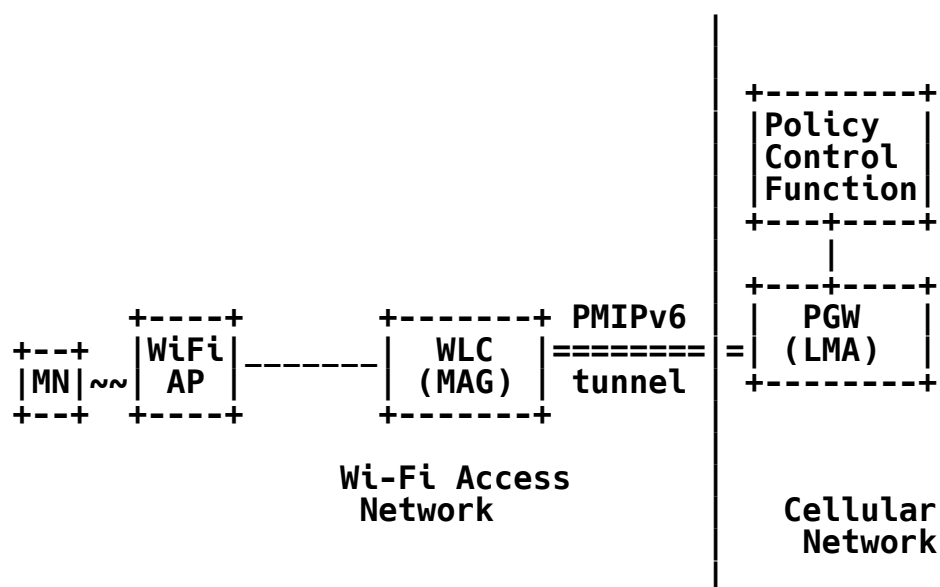 Policy
Control
Function
PMIPv6
PGW
WiFi
WLC
(LMA)
MN
AP
(MAG)
tunnel
Wi-Fi Access
Network
Cellular
Network